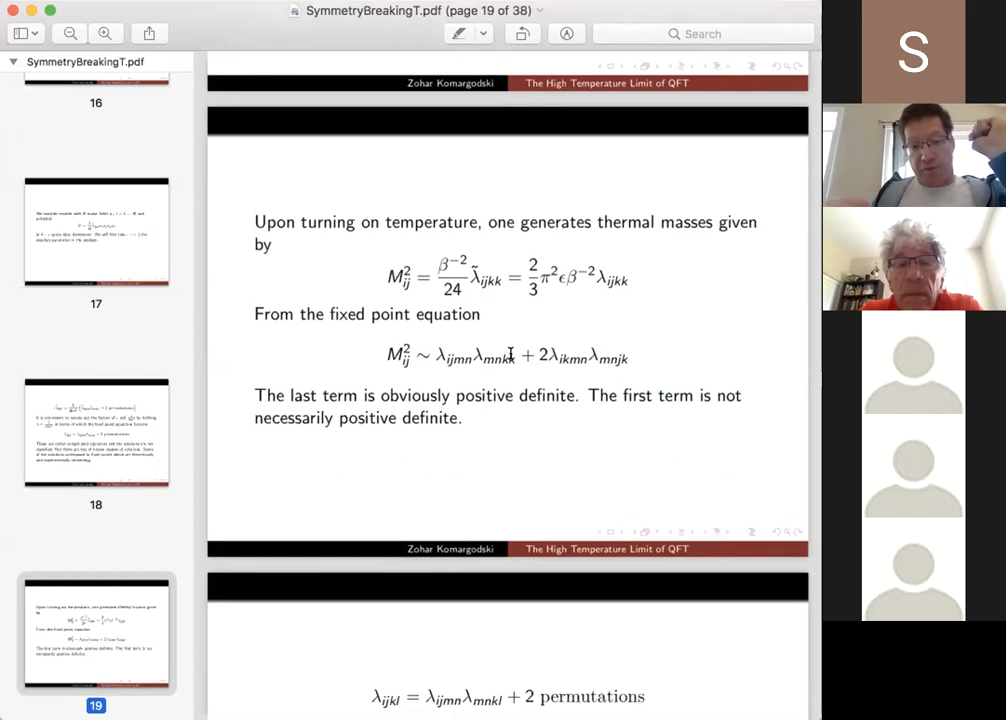 SymmetryBreakingT.pdf (page 19 of 38)
Search
SymmetryBreakingT.pdf
16
17
18
19
Zohar Komargodski The High Temperature Limit of QFT
Upon turning on temperature, one generates thermal masses given
by
M²ᵢⱼ = β⁻²/24 λ̃ᵢⱼₖₖ = 2/3 π²εβ⁻²λᵢⱼₖₖ
From the fixed point equation
M²ᵢⱼ ∼ λᵢⱼₘₙλₘₙₖₖ + 2λᵢₖₘₙλₘₙⱼₖ
The last term is obviously positive definite. The first term is not
necessarily positive definite.
Zohar Komargodski The High Temperature Limit of QFT
λᵢⱼₖₗ = λᵢⱼₘₙλₘₙₖₗ + 2 permutations
S